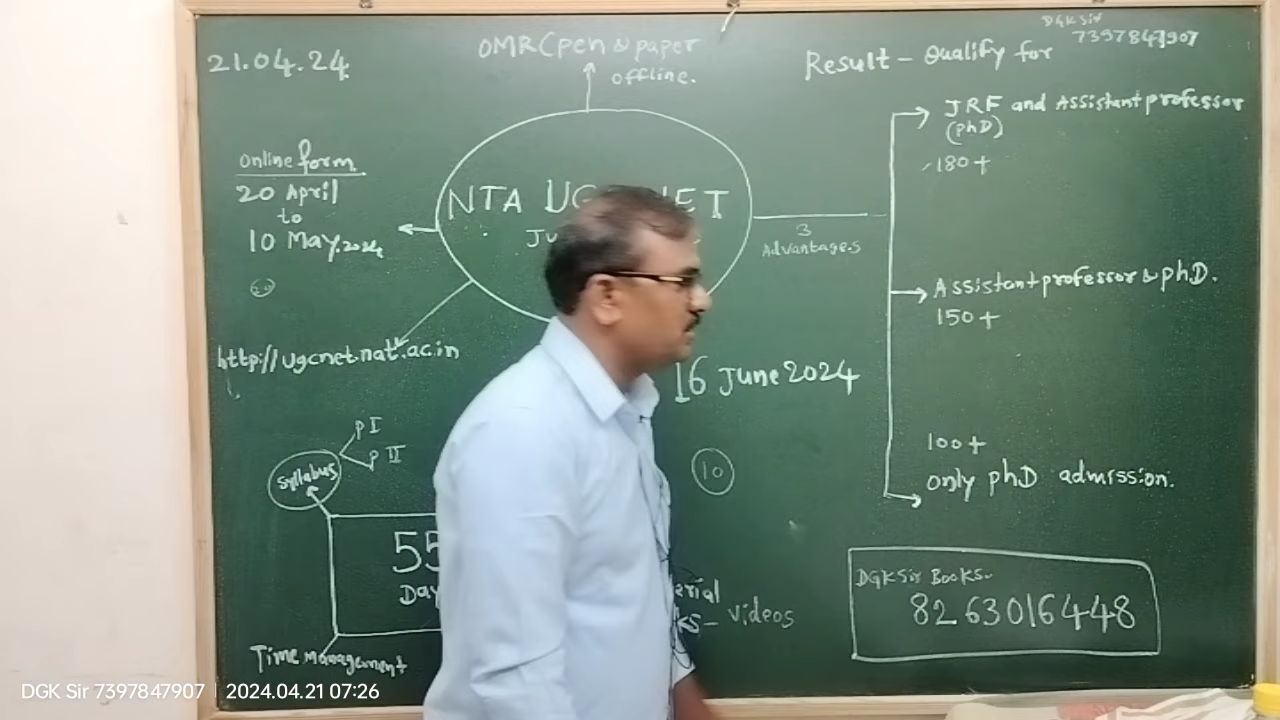 DGK Sir
7397847907
21.04.24
OMR (pen & paper
offline.
Result - Qualify for
JRF and Assistant professor
(phD)
180+
Online form
20 April
to
10 May. 2024
NTA UG NET
Ju
3
Advantages
Assistant professor & ph.D.
150+
http://ugcnet.nat.ac.in
16 June 2024
100+
only phD admission.
Syllabus
P I
P II
10
55
Day
erial
videos
DGK Sir Books
8263016448
Time management
DGK Sir 7397847907 | 2024.04.21 07:26